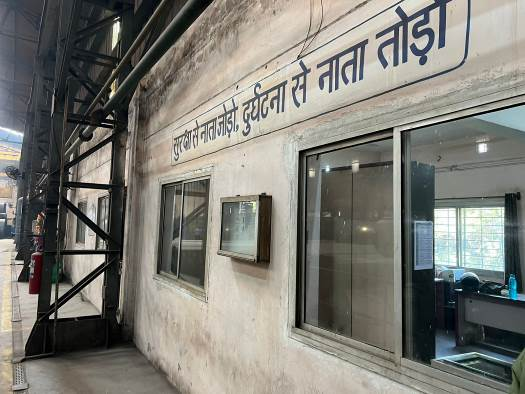 सुरक्षा से नाता जोड़ो, दुर्घटना से नाता तोड़ो